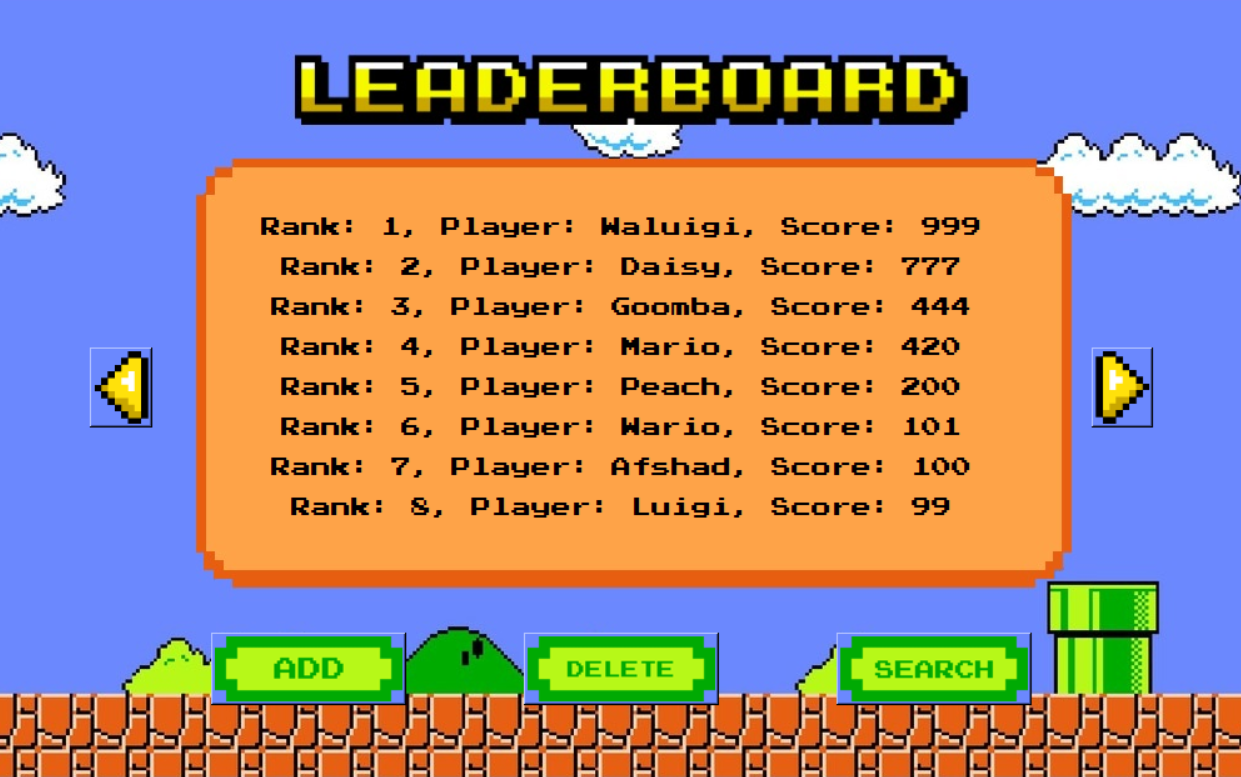 LEADERBOARD
Rank: 1, Player: Waluigi, Score: 999
Rank: 2, Player: Daisy, Score: 777
Rank: 3, Player: Goomba, Score: 444
Rank: 4, Player: Mario, Score: 420
Rank: 5, Player: Peach, Score: 200
Rank: 6, Player: Wario, Score: 101
Rank: 7, Player: Afshad, Score: 100
Rank: 8, Player: Luigi, Score: 99
ADD
DELETE
SEARCH